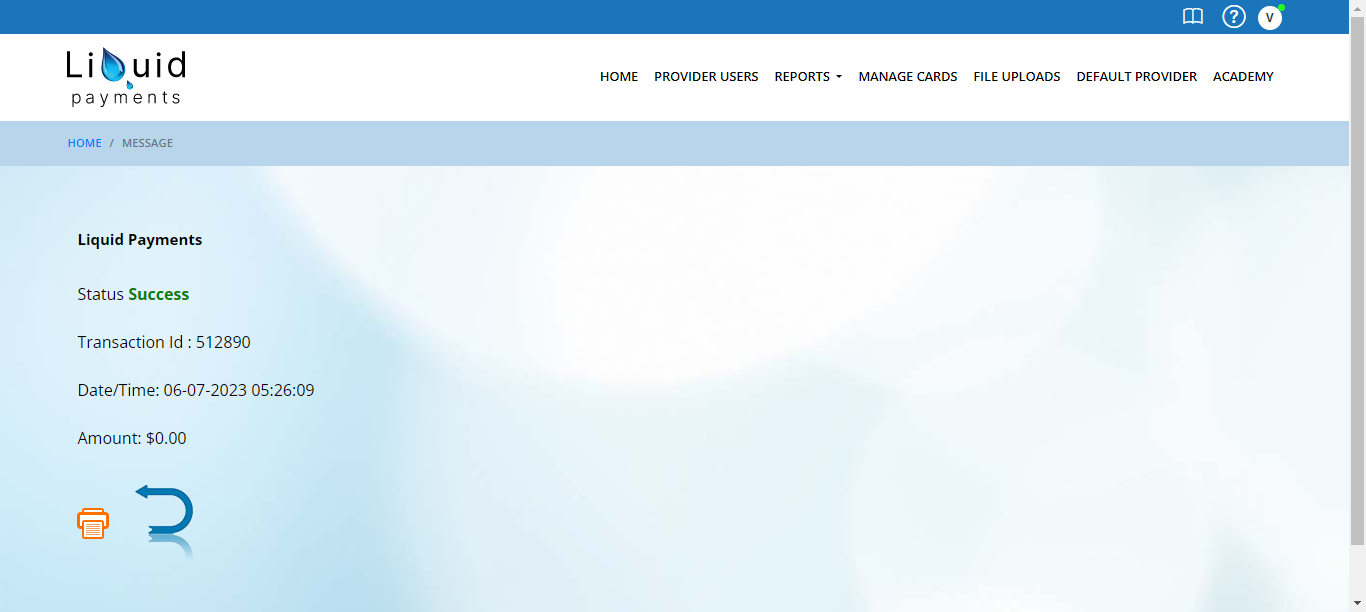 ?
V
Liquid
payments
HOME PROVIDER USERS REPORTS MANAGE CARDS FILE UPLOADS DEFAULT PROVIDER ACADEMY
HOME / MESSAGE
Liquid Payments
Status Success
Transaction Id : 512890
Date/Time: 06-07-2023 05:26:09
Amount: $0.00